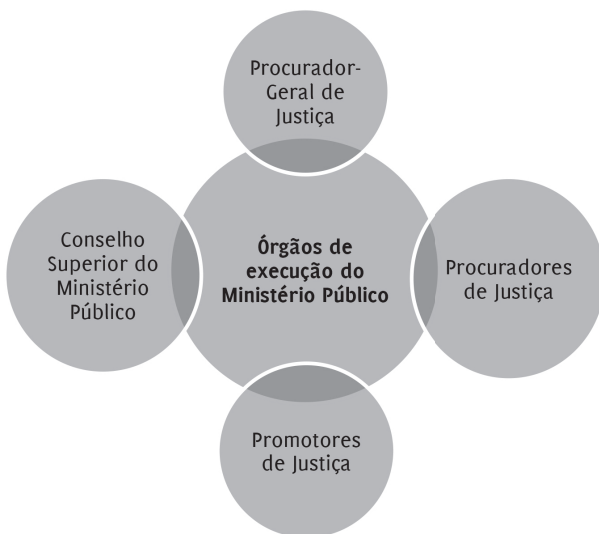 Procurador-
Geral de
Justiça
Conselho
Superior do
Ministério
Público
Órgãos de
execução do
Ministério Público
Procuradores
de Justiça
Promotores
de Justiça